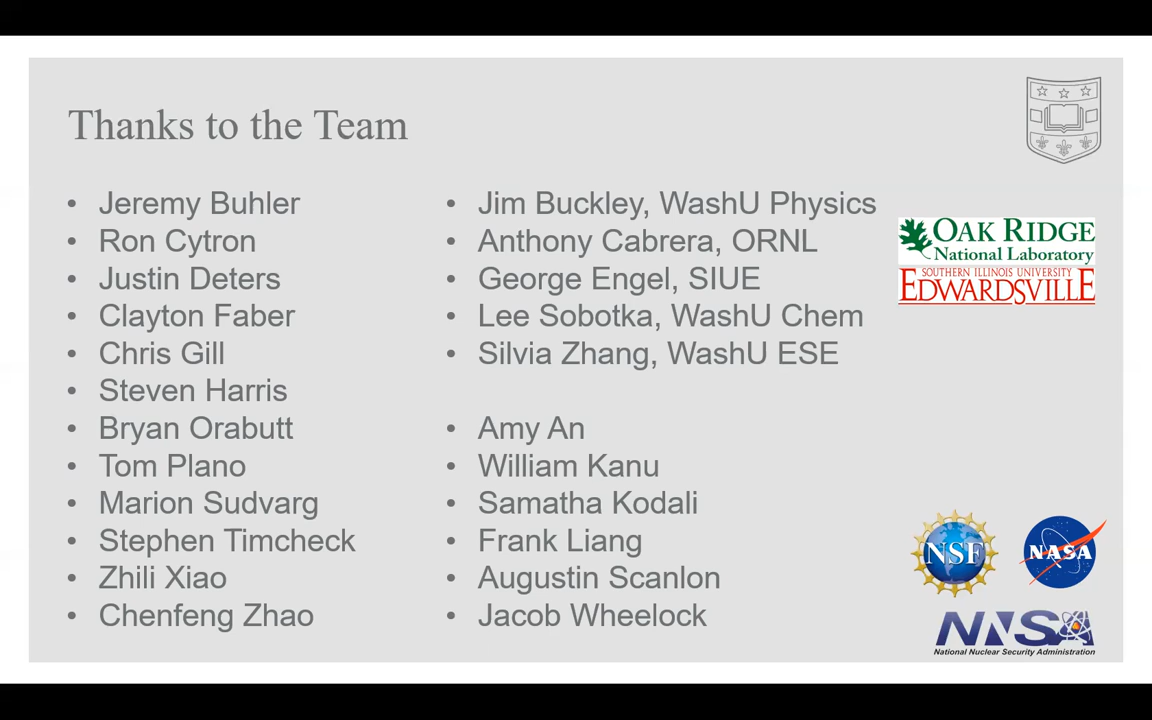 Thanks to the Team
• Jeremy Buhler
• Ron Cytron
• Justin Deters
• Clayton Faber
• Chris Gill
• Steven Harris
• Bryan Orabutt
• Tom Plano
• Marion Sudvarg
• Stephen Timcheck
• Zhili Xiao
• Chenfeng Zhao
• Jim Buckley, WashU Physics
• Anthony Cabrera, ORNL
• George Engel, SIUE
• Lee Sobotka, WashU Chem
• Silvia Zhang, WashU ESE
• Amy An
• William Kanu
• Samatha Kodali
• Frank Liang
• Augustin Scanlon
• Jacob Wheelock
OAK RIDGE
National Laboratory
SOUTHERN ILLINOIS UNIVERSITY
EDWARDSVILLE
NSF
NASA
NNSA
National Nuclear Security Administration